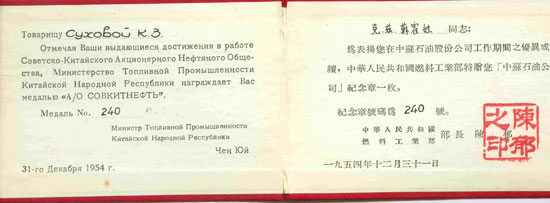 Товарищу Суховой К.З.
Отмечая Ваши выдающиеся достижения в работе
Советско-Китайского Акционерного Нефтяного Обще-
ства, Министерство Топливной Промышленности
Китайской Народной Республики награждает Вас
медалью «А/О СОВКИТНЕФТЬ».
Медаль No. 240
Министр Топливной Промышленности
Китайской Народной Республики
Чен Юй
31-го Декабря 1954 г.
克.茲. 同志:
為表揚您在中蘇石油股份公司工作期間之優異成
績,中華人民共和國燃料工業部特贈您「中蘇石油公
司」紀念章一枚。
紀念章號碼為 240 號。
中華人民共和國
燃料工業部 部長 陳郁
一九五四年十二月三十一日
陳郁
之印